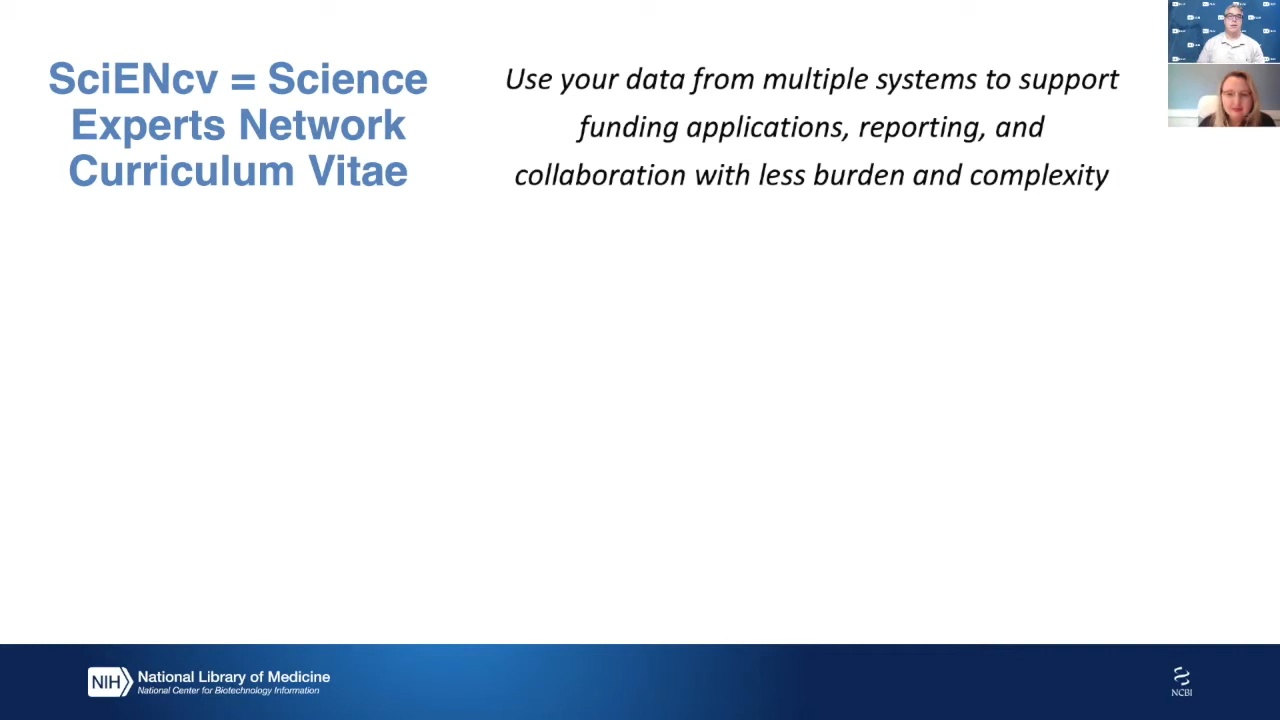 SciENcv = Science
Experts Network
Curriculum Vitae
Use your data from multiple systems to support
funding applications, reporting, and
collaboration with less burden and complexity
NIH
National Library of Medicine
National Center for Biotechnology Information
NCBI